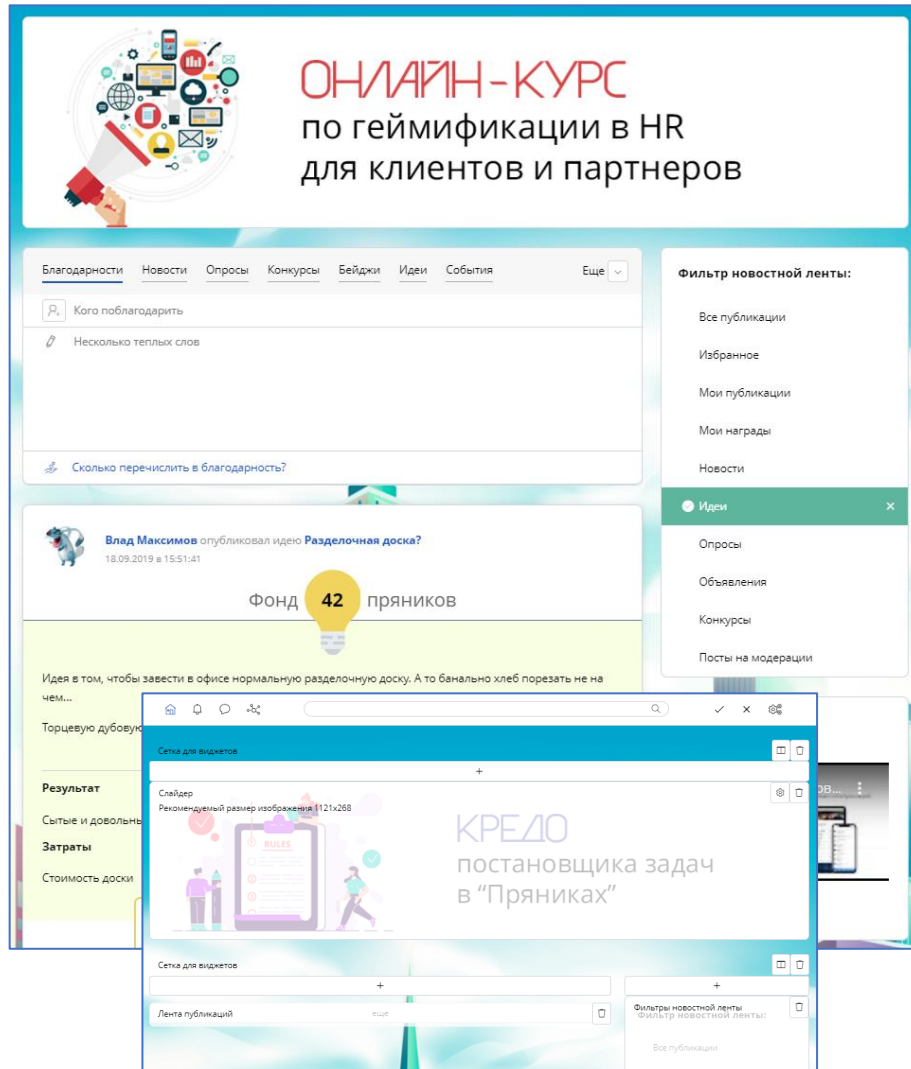 ОНЛАЙН-КУРС
по геймификации в HR
для клиентов и партнеров
Благодарности Новости Опросы Конкурсы Бейджи Идеи События Еще
Кого поблагодарить
Несколько теплых слов
Сколько перечислить в благодарность?
Фильтр новостной ленты:
Все публикации
Избранное
Мои публикации
Мои награды
Новости
Идеи
Опросы
Объявления
Конкурсы
Посты на модерации
Влад Максимов опубликовал идею Разделочная доска?
18.09.2019 в 15:51:41
Фонд 42 пряников
Идея в том, чтобы завести в офисе нормальную разделочную доску. А то банально хлеб порезать не на
чем...
Торцевую дубовую
Результат
Сытые и довольны
Затраты
Стоимость доски
Сетка для виджетов
+
Слайдер
Рекомендуемый размер изображения 1121x268
RULES
КРЕДО
постановщика задач
в "Пряниках"
Сетка для виджетов
+ +
Лента публикаций еще
Фильтры новостной ленты
Фильтр новостной ленты:
Все публикации